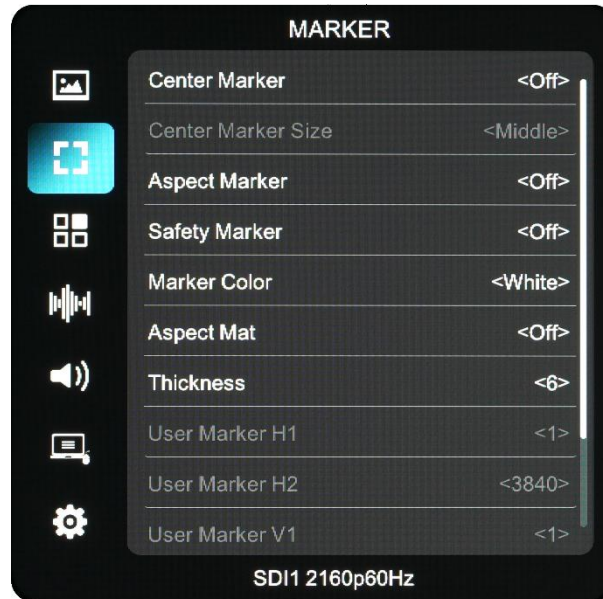 MARKER
Center Marker <Off>
Center Marker Size <Middle>
Aspect Marker <Off>
Safety Marker <Off>
Marker Color <White>
Aspect Mat <Off>
Thickness <6>
User Marker H1 <1>
User Marker H2 <3840>
User Marker V1 <1>
SDI1 2160p60Hz